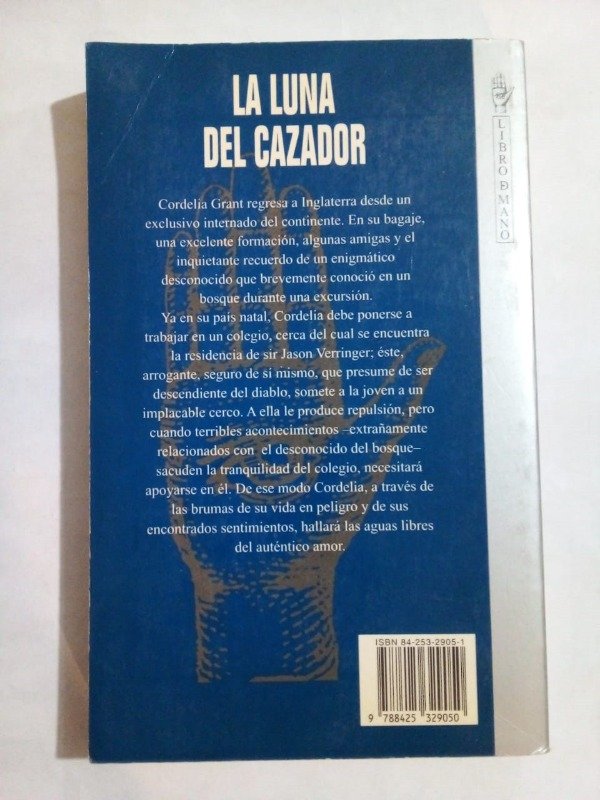 LA LUNA
DEL CAZADOR
Cordelia Grant regresa a Inglaterra desde un
exclusivo internado del continente. En su bagaje,
una excelente formación, algunas amigas y el
inquietante recuerdo de un enigmático
desconocido que brevemente conoció en un
bosque durante una excursión.
Ya en su país natal, Cordelia debe ponerse a
trabajar en un colegio, cerca del cual se encuentra
la residencia de sir Jason Verringer; éste,
arrogante, seguro de sí mismo, que presume de ser
descendiente del diablo, somete a la joven a un
implacable cerco. A ella le produce repulsión, pero
cuando terribles acontecimientos –extrañamente
relacionados con el desconocido del bosque–
sacuden la tranquilidad del colegio, necesitará
apoyarse en él. De ese modo Cordelia, a través de
las brumas de su vida en peligro y de sus
encontrados sentimientos, hallará las aguas libres
del auténtico amor.
LIBRO DE MANO
ISBN 84-253-2905-1
9 788425 329050